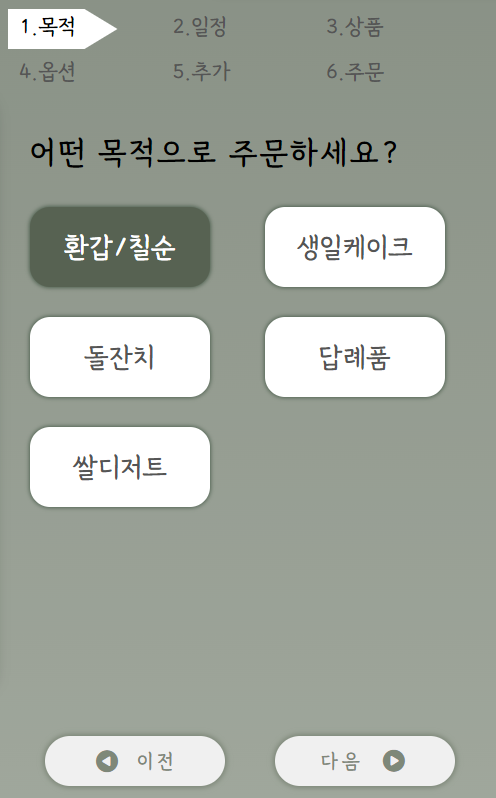 1.목적 2.일정 3.상품
4.옵션 5.추가 6.주문
어떤 목적으로 주문하세요?
환갑/칠순 생일케이크
돌잔치 답례품
쌀디저트
이전 다음